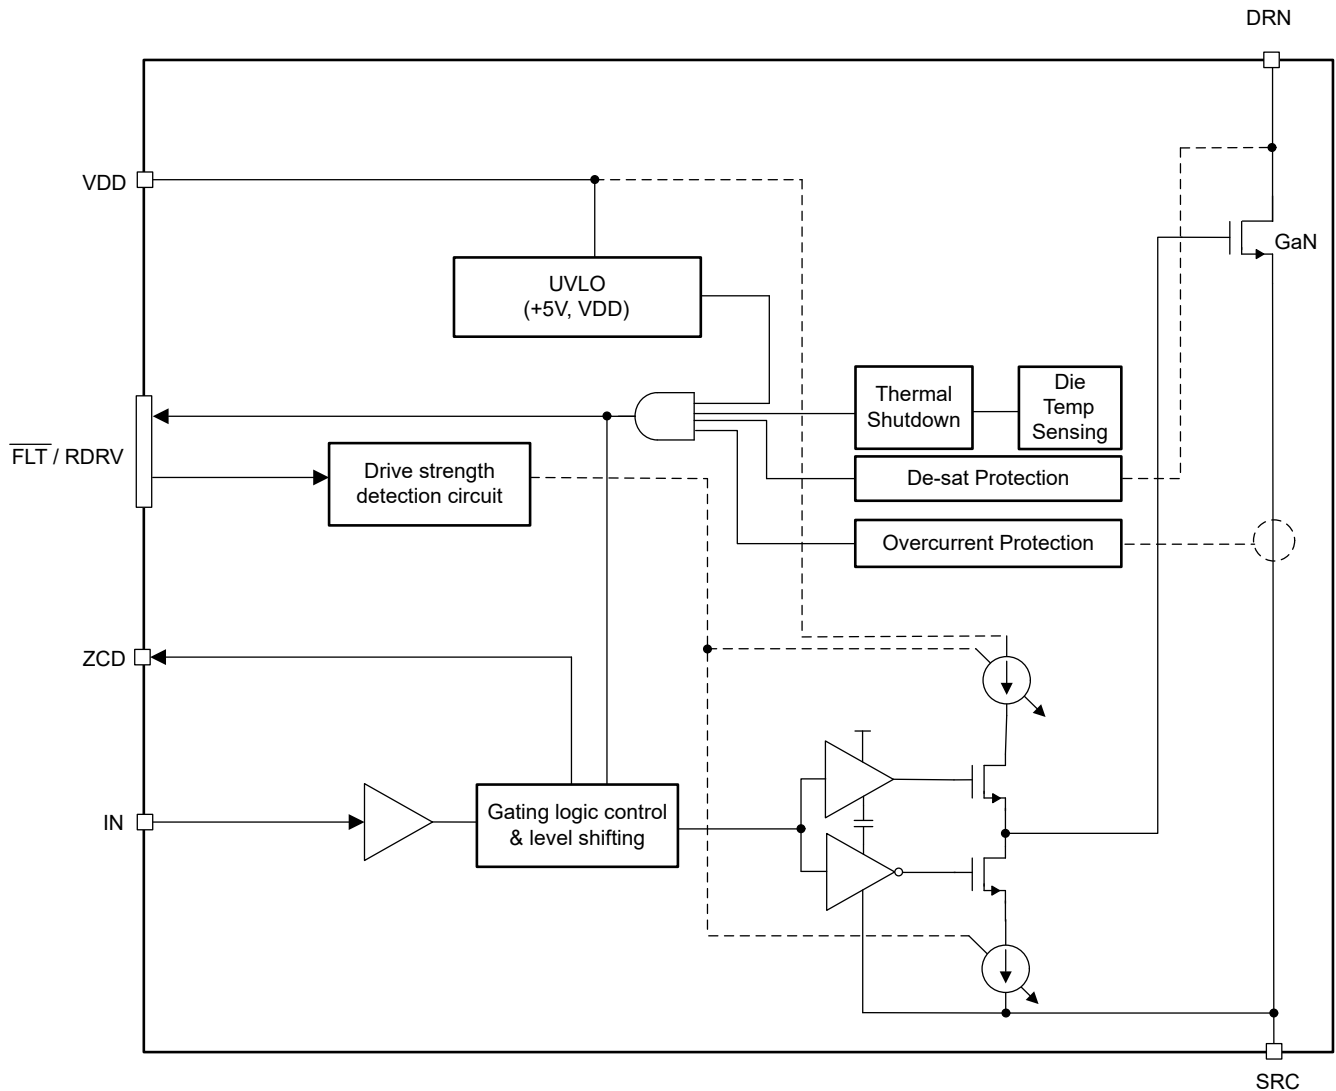 DRN
VDD
GaN
UVLO
(+5V, VDD)
Thermal
Shutdown
Die
Temp
Sensing
F̅L̅T̅ / RDRV
Drive strength
detection circuit
De-sat Protection
Overcurrent Protection
ZCD
IN
Gating logic control
& level shifting
SRC